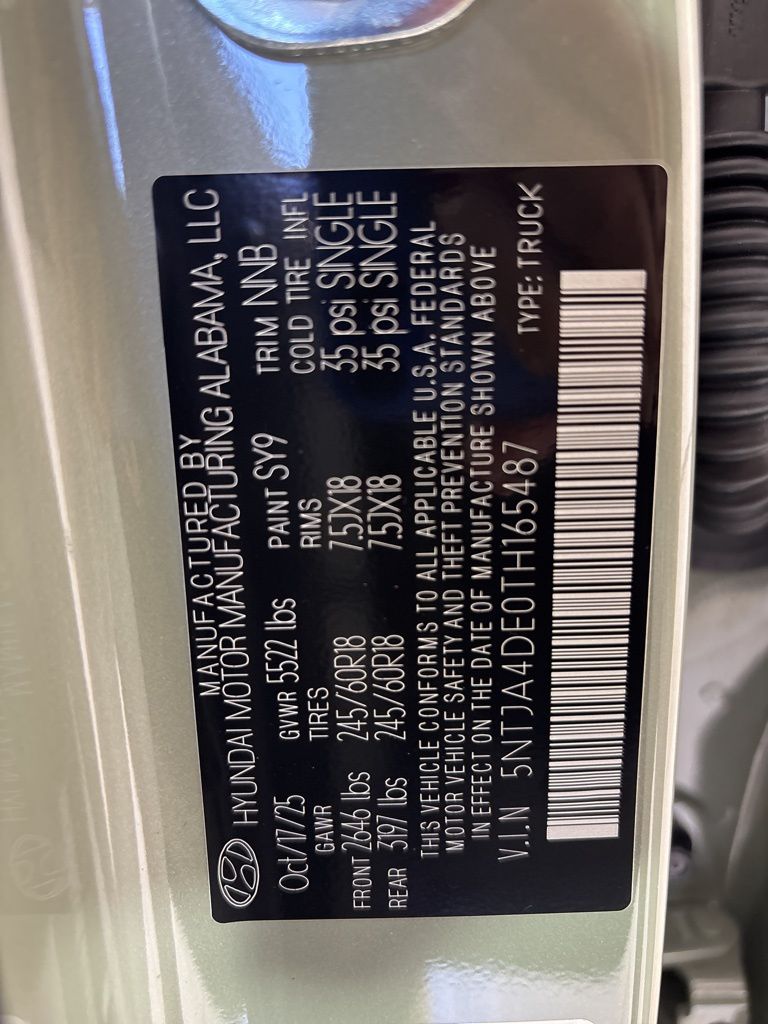 MANUFACTURED BY
HYUNDAI MOTOR MANUFACTURING ALABAMA, LLC
Oct/17/25 GVWR 5522 lbs PAINT SY9 TRIM NNB
GAWR TIRES RIMS COLD TIRE INFL
FRONT 2646 lbs 245/60R18 7.5JX18 35 psi SINGLE
REAR 3197 lbs 245/60R18 7.5JX18 35 psi SINGLE
THIS VEHICLE CONFORMS TO ALL APPLICABLE U.S.A. FEDERAL
MOTOR VEHICLE SAFETY AND THEFT PREVENTION STANDARDS
IN EFFECT ON THE DATE OF MANUFACTURE SHOWN ABOVE
V.I.N 5NTJA4DE0TH165487 TYPE: TRUCK